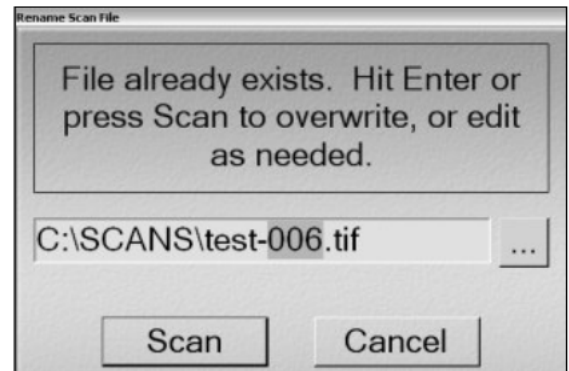 Rename Scan File
File already exists.  Hit Enter or
press Scan to overwrite, or edit
as needed.
C:\SCANS\test-006.tif
...
Scan
Cancel